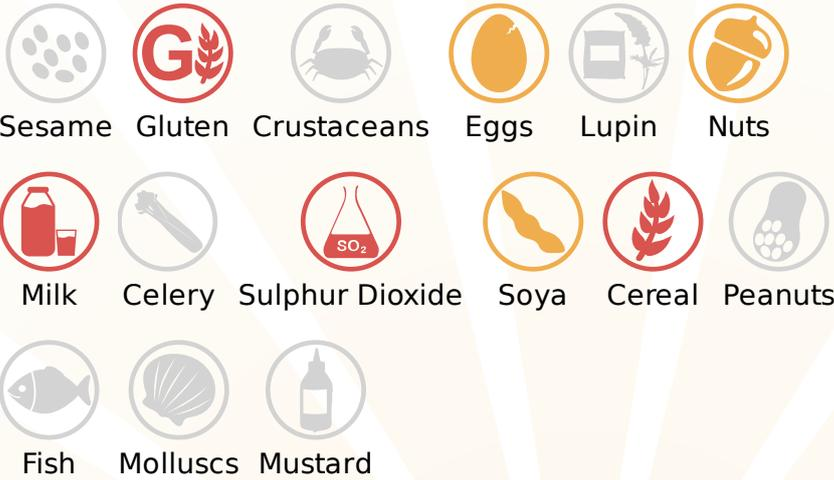 G
Sesame Gluten Crustaceans Eggs Lupin Nuts
SO₂
Milk Celery Sulphur Dioxide Soya Cereal Peanuts
Fish Molluscs Mustard